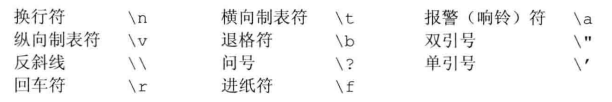 换行符 \n 横向制表符 \t 报警（响铃）符 \a
纵向制表符 \v 退格符 \b 双引号 \"
反斜线 \\ 问号 \? 单引号 \'
回车符 \r 进纸符 \f